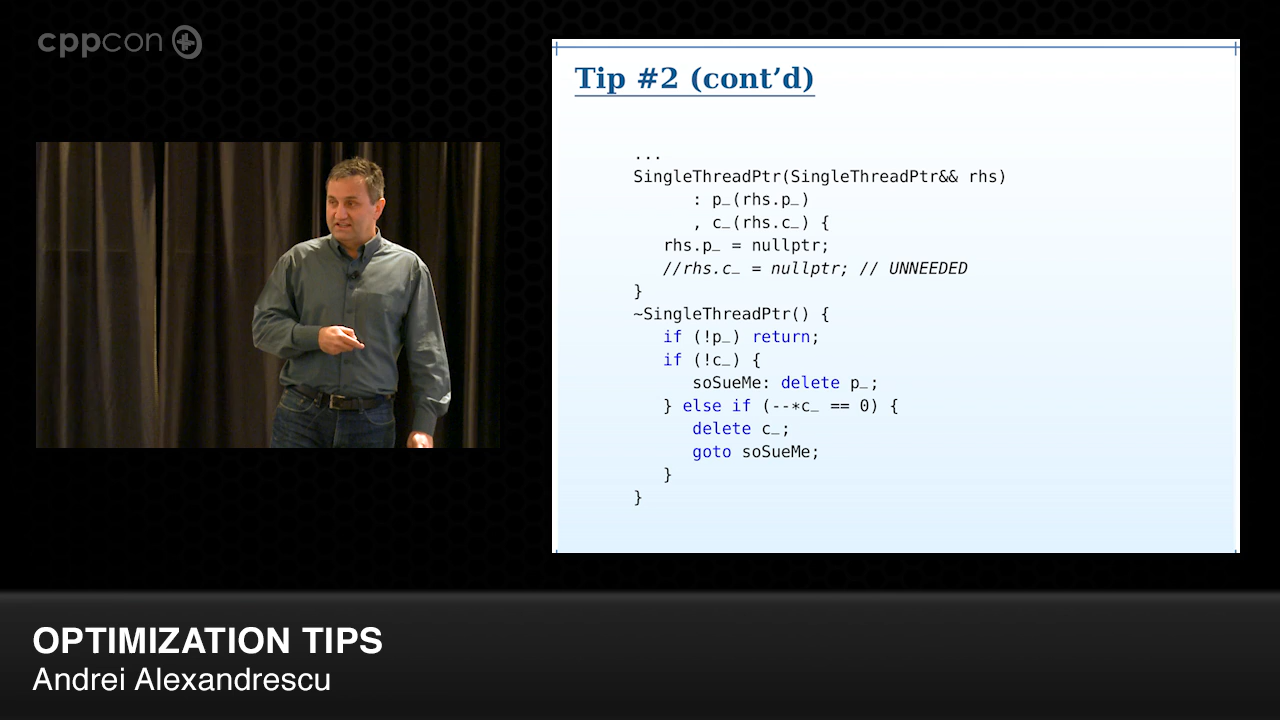 cppcon
Tip #2 (cont’d)
...
SingleThreadPtr(SingleThreadPtr&& rhs)
: p_(rhs.p_)
, c_(rhs.c_) {
rhs.p_ = nullptr;
//rhs.c_ = nullptr; // UNNEEDED
}
~SingleThreadPtr() {
if (!p_) return;
if (!c_) {
soSueMe: delete p_;
} else if (--*c_ == 0) {
delete c_;
goto soSueMe;
}
}
OPTIMIZATION TIPS
Andrei Alexandrescu